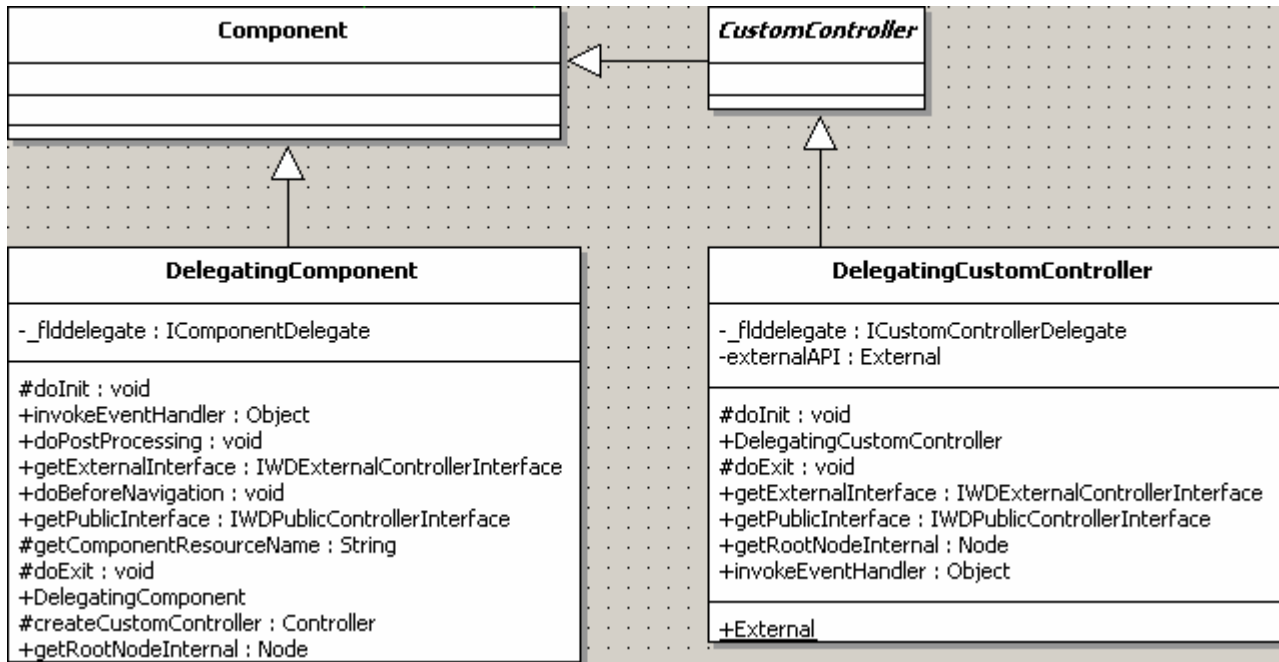 Component
CustomController
DelegatingComponent
-_flddelegate : IComponentDelegate
#doInit : void
+invokeEventHandler : Object
+doPostProcessing : void
+getExternalInterface : IWDExternalControllerInterface
+doBeforeNavigation : void
+getPublicInterface : IWDPublicControllerInterface
#getComponentResourceName : String
#doExit : void
+DelegatingComponent
#createCustomController : Controller
+getRootNodeInternal : Node
DelegatingCustomController
-_flddelegate : ICustomControllerDelegate
-externalAPI : External
#doInit : void
+DelegatingCustomController
#doExit : void
+getExternalInterface : IWDExternalControllerInterface
+getPublicInterface : IWDPublicControllerInterface
+getRootNodeInternal : Node
+invokeEventHandler : Object
+External